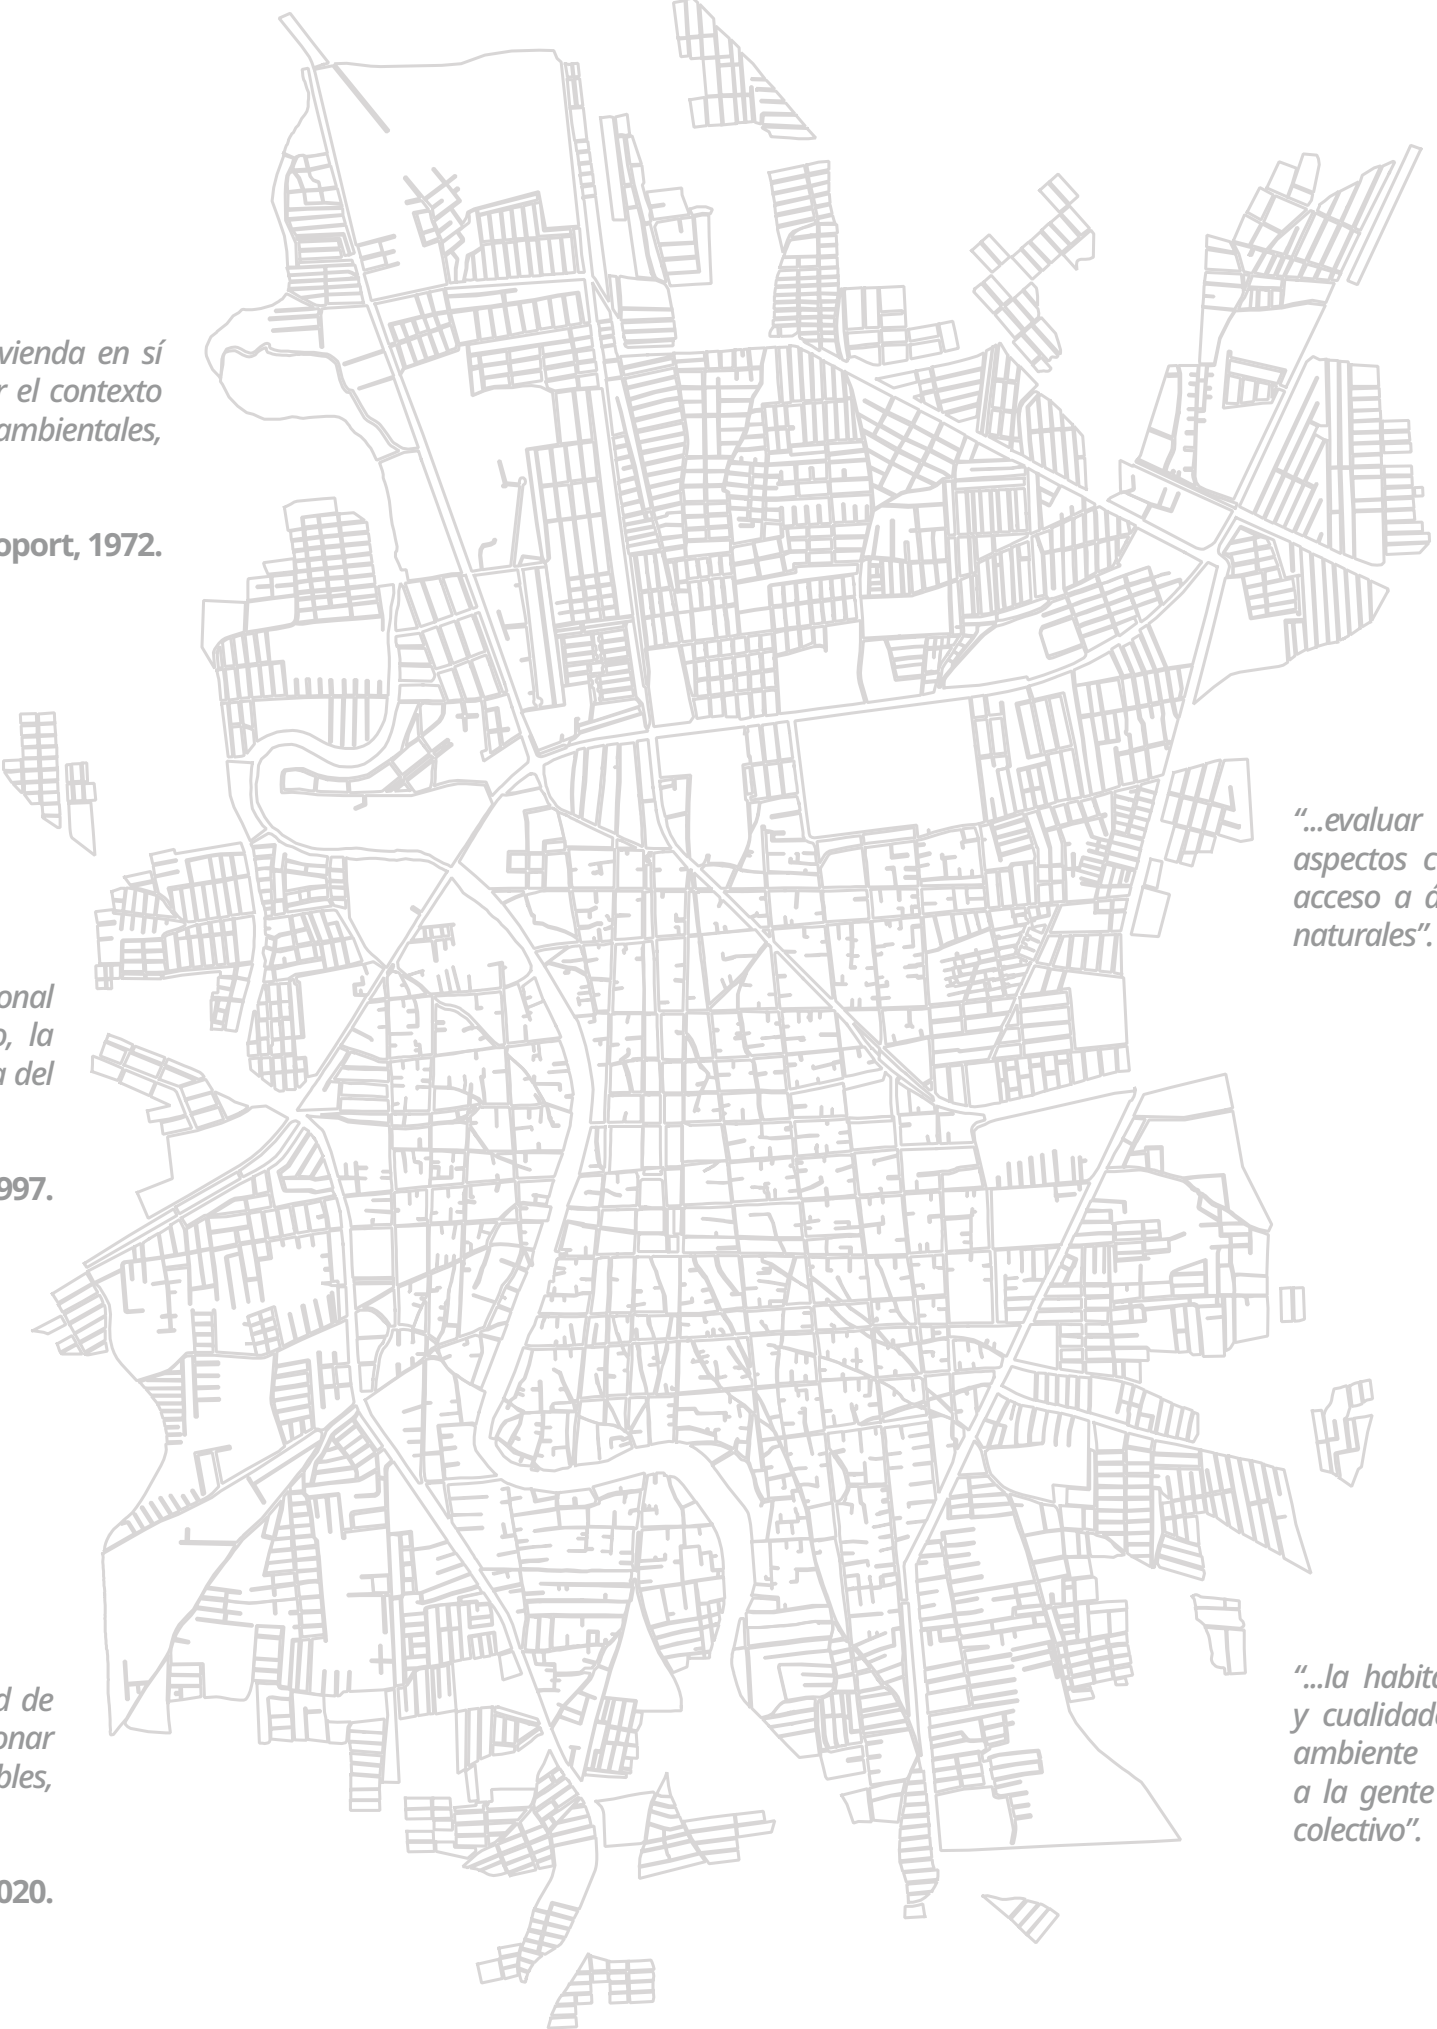 vienda en sí
r el contexto
ambientales,
oport, 1972.
“...evaluar
aspectos c
acceso a á
naturales”.
onal
o, la
a del
997.
d de
onar
bles,
020.
“...la habita
y cualidade
ambiente
a la gente
colectivo”.